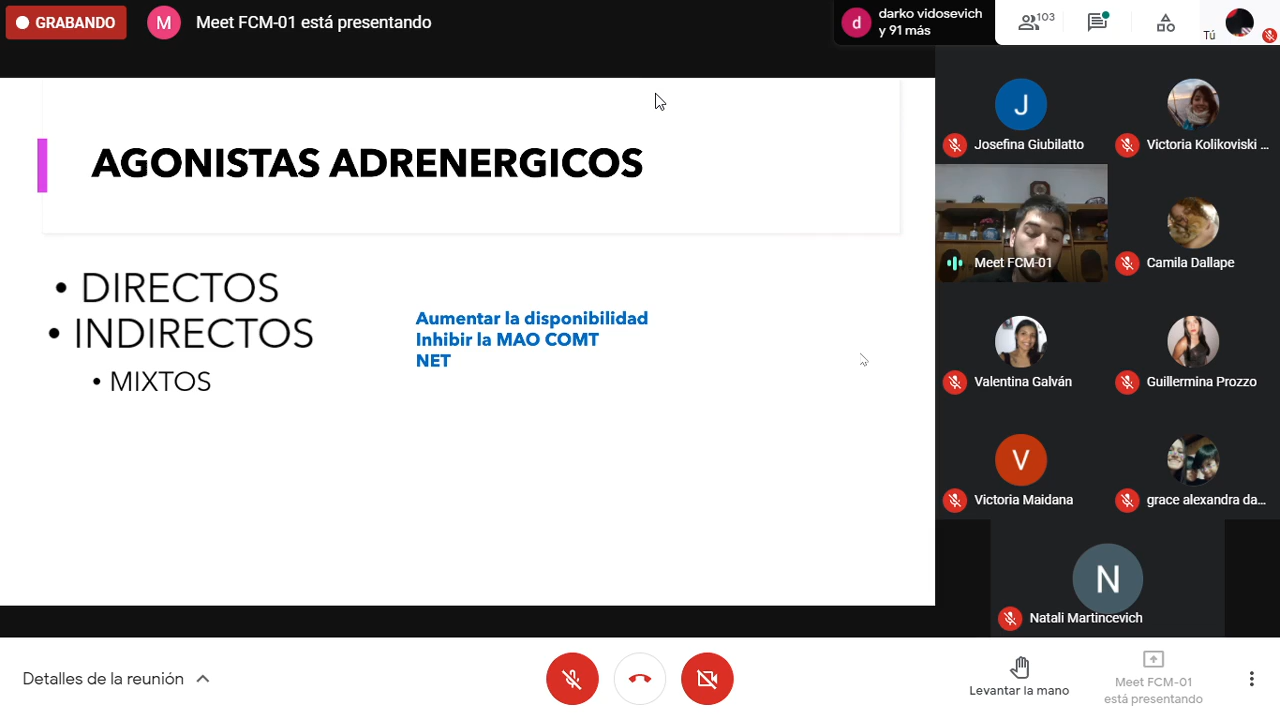 GRABANDO
M
Meet FCM-01 está presentando
d
darko vidosevich
y 91 más
103
Tú
AGONISTAS ADRENERGICOS
• DIRECTOS
• INDIRECTOS
• MIXTOS
Aumentar la disponibilidad
Inhibir la MAO COMT
NET
J
Josefina Giubilatto
Victoria Kolikoviski ...
Meet FCM-01
Camila Dallape
Valentina Galván
Guillermina Prozzo
V
Victoria Maidana
grace alexandra da...
N
Natali Martincevich
Detalles de la reunión
Levantar la mano
Meet FCM-01
está presentando